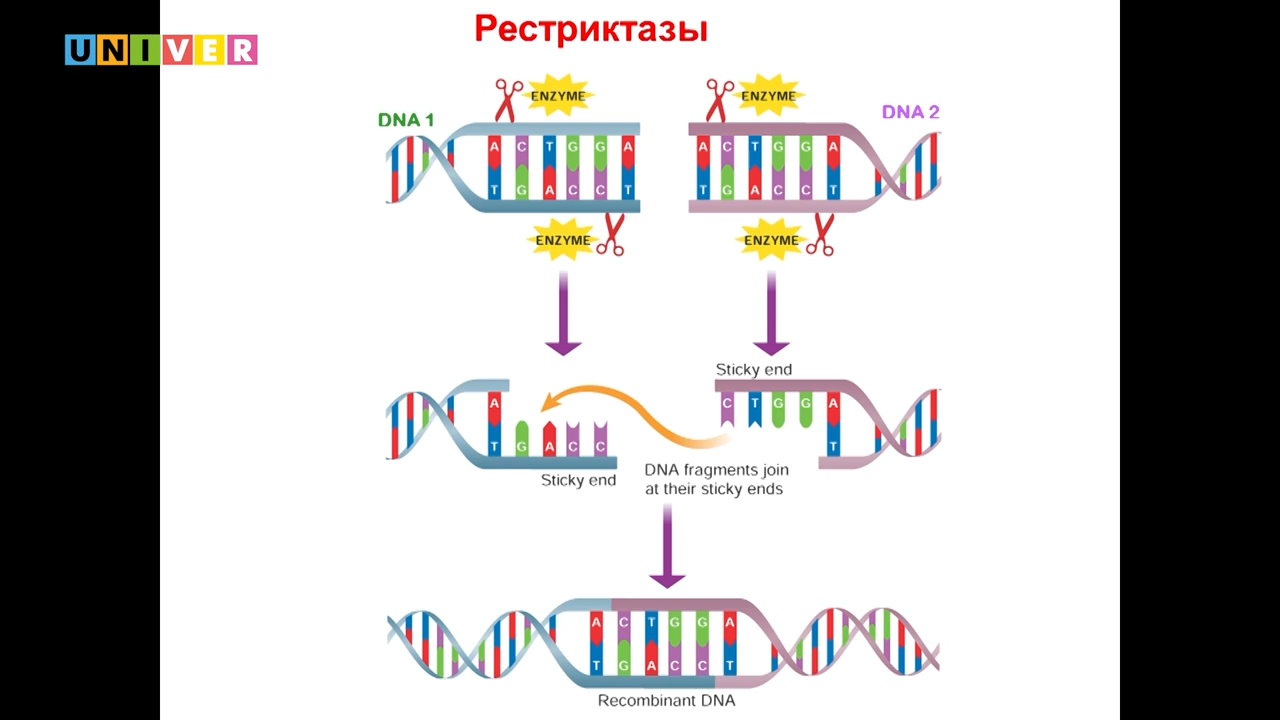 Рестриктазы
UNIVER
ENZYME
ENZYME
DNA 1
DNA 2
A C T G G A
A C T G G A
T G A C C T
T G A C C T
ENZYME
ENZYME
Sticky end
A
C T G G A
T G A C C
T
Sticky end
DNA fragments join
at their sticky ends
A C T G G A
T G A C C T
Recombinant DNA